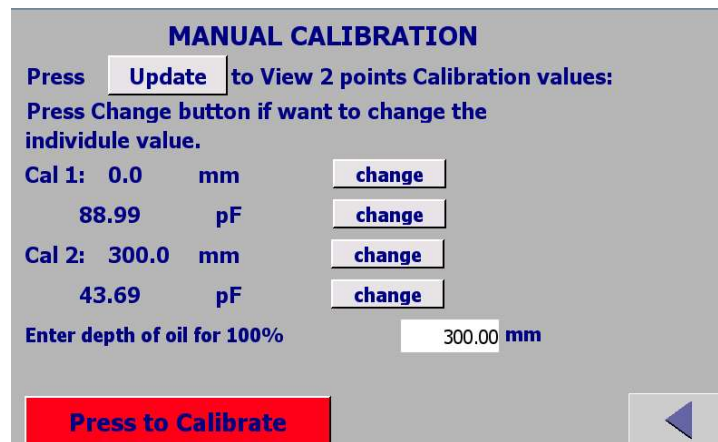 MANUAL CALIBRATION
Press Update to View 2 points Calibration values:
Press Change button if want to change the
individule value.
Cal 1: 0.0 mm change
88.99 pF change
Cal 2: 300.0 mm change
43.69 pF change
Enter depth of oil for 100% 300.00 mm
Press to Calibrate